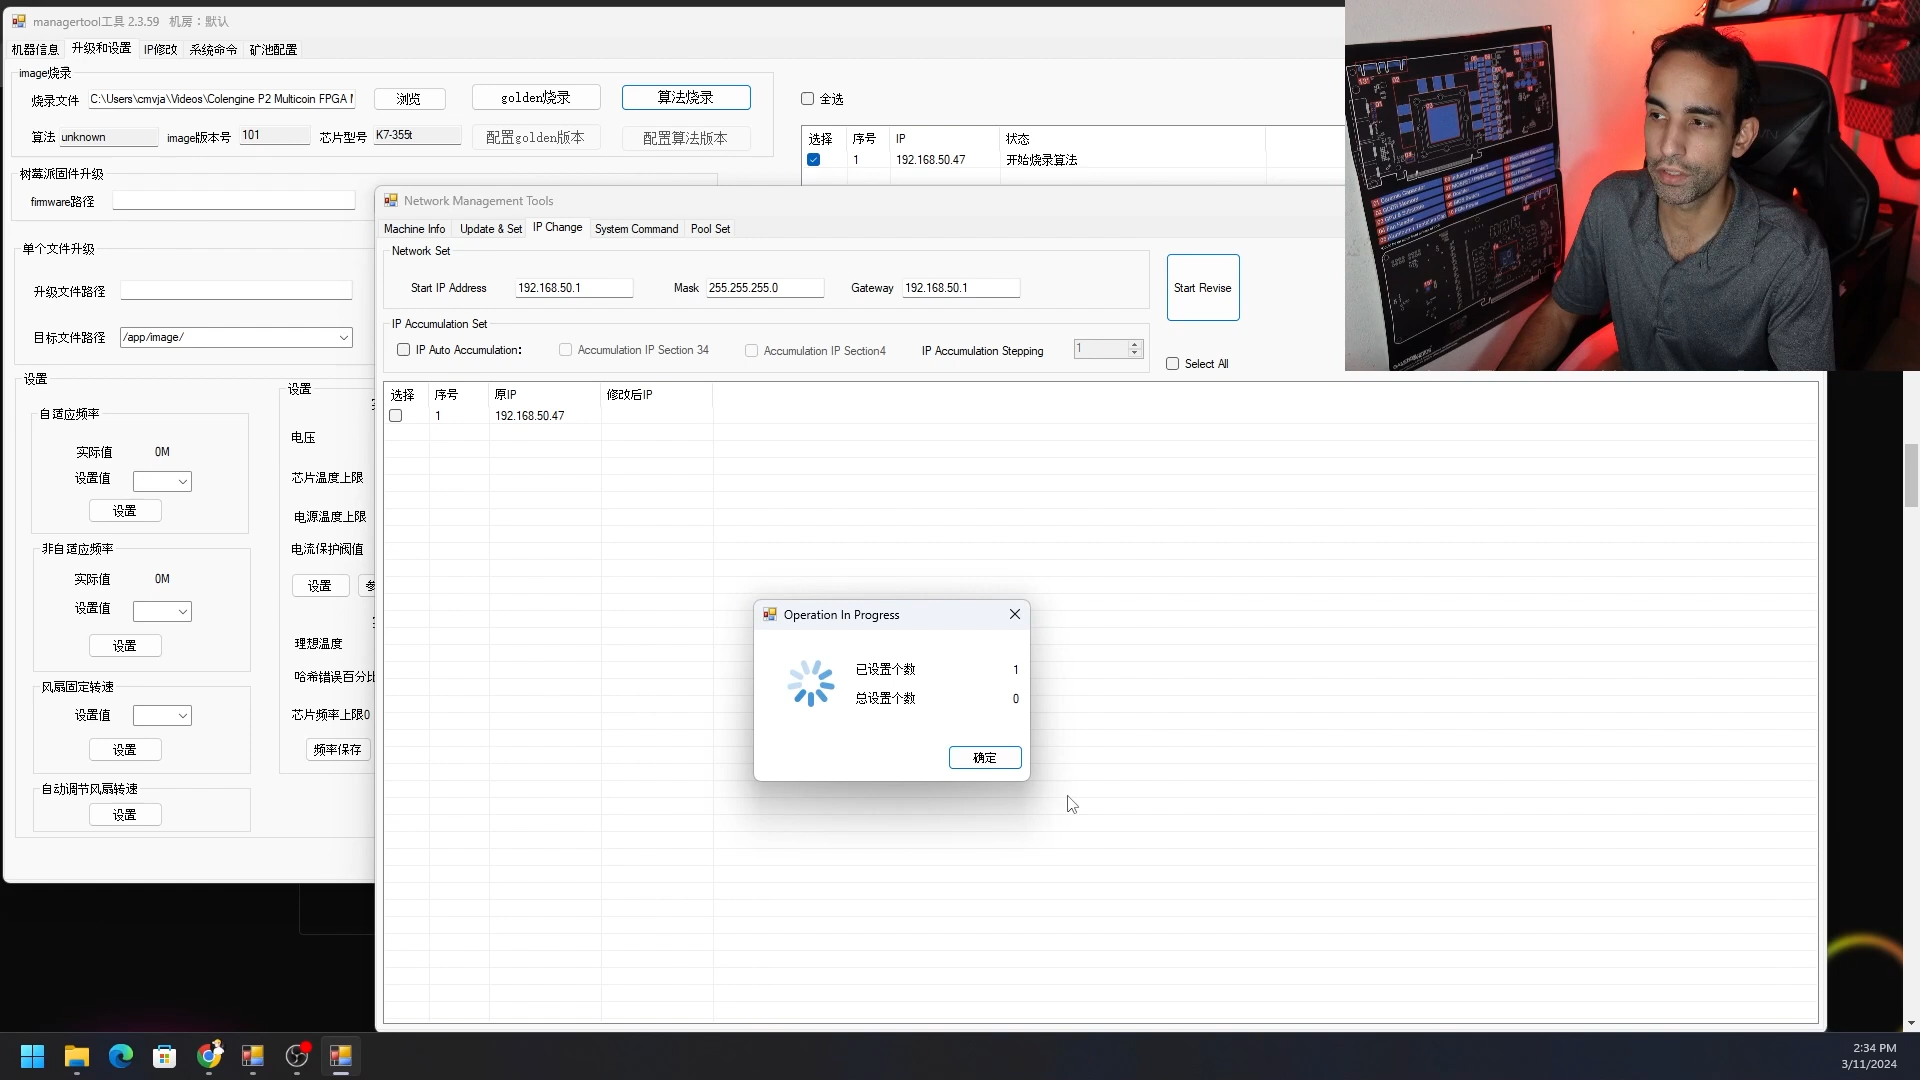 managertool工具 2.3.59 机房：默认
机器信息 升级和设置 IP修改 系统命令 矿池配置
image烧录
烧录文件 C:\Users\cmvja\Videos\Colengine P2 Multicoin FPGA 浏览 golden烧录 算法烧录
算法 unknown image版本号 101 芯片型号 K7-355t 配置golden版本 配置算法版本
全选
选择 序号 IP 状态
1 192.168.50.47 开始烧录算法
树莓派固件升级
firmware路径
单个文件升级
升级文件路径
目标文件路径 /app/image/
设置
自适应频率
实际值 0M
设置值
设置
非自适应频率
实际值 0M
设置值
设置
风扇固定转速
设置值
设置
自动调节风扇转速
设置
设置
电压
芯片温度上限
电源温度上限
电流保护阀值
设置
理想温度
哈希错误百分比
芯片频率上限0
频率保存
Network Management Tools
Machine Info Update & Set IP Change System Command Pool Set
Network Set
Start IP Address 192.168.50.1 Mask 255.255.255.0 Gateway 192.168.50.1 Start Revise
IP Accumulation Set
IP Auto Accumulation: Accumulation IP Section 34 Accumulation IP Section4 IP Accumulation Stepping 1
Select All
选择 序号 原IP 修改后IP
1 192.168.50.47
Operation In Progress
已设置个数 1
总设置个数 0
确定
2:34 PM
3/11/2024